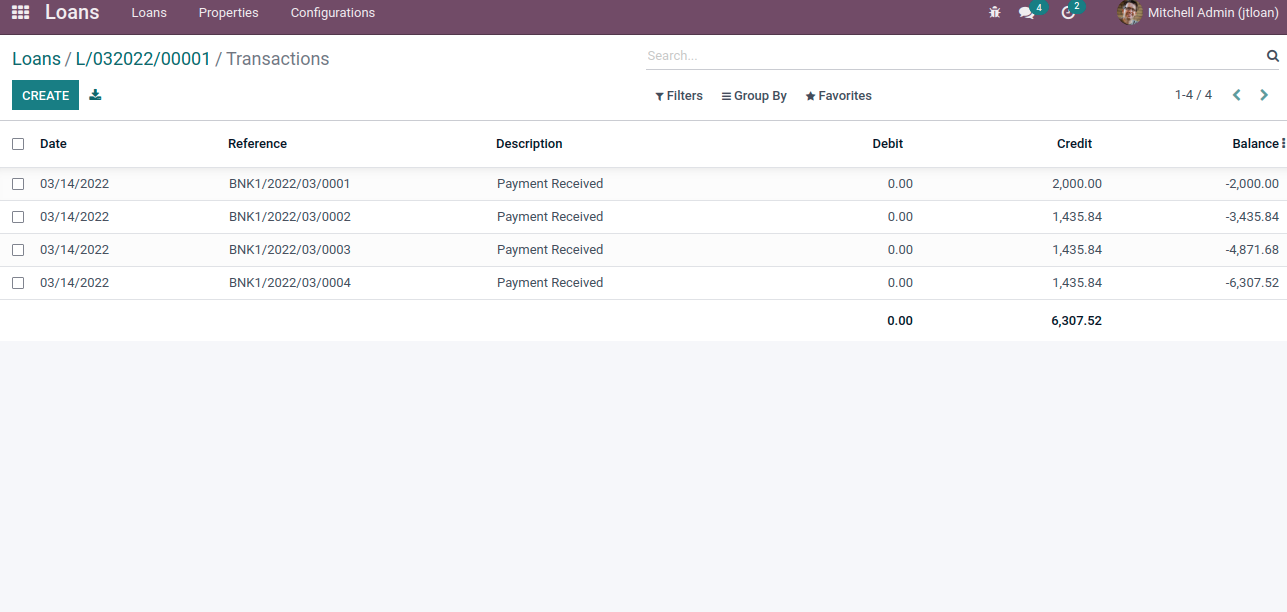 Loans Loans Properties Configurations 4 2 Mitchell Admin (jtloan)
Loans / L/032022/00001 / Transactions Search...
CREATE Filters Group By Favorites 1-4 / 4
Date Reference Description Debit Credit Balance
03/14/2022 BNK1/2022/03/0001 Payment Received 0.00 2,000.00 -2,000.00
03/14/2022 BNK1/2022/03/0002 Payment Received 0.00 1,435.84 -3,435.84
03/14/2022 BNK1/2022/03/0003 Payment Received 0.00 1,435.84 -4,871.68
03/14/2022 BNK1/2022/03/0004 Payment Received 0.00 1,435.84 -6,307.52
0.00 6,307.52